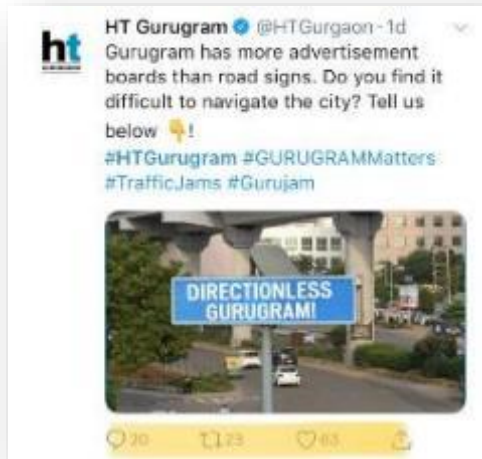 HT Gurugram @HTGurgaon · 1d
ht
Gurugram has more advertisement
boards than road signs. Do you find it
difficult to navigate the city? Tell us
below 👇!
#HTGurugram #GURUGRAMMatters
#TrafficJams #Gurujam
DIRECTIONLESS
GURUGRAM!
20 23 63